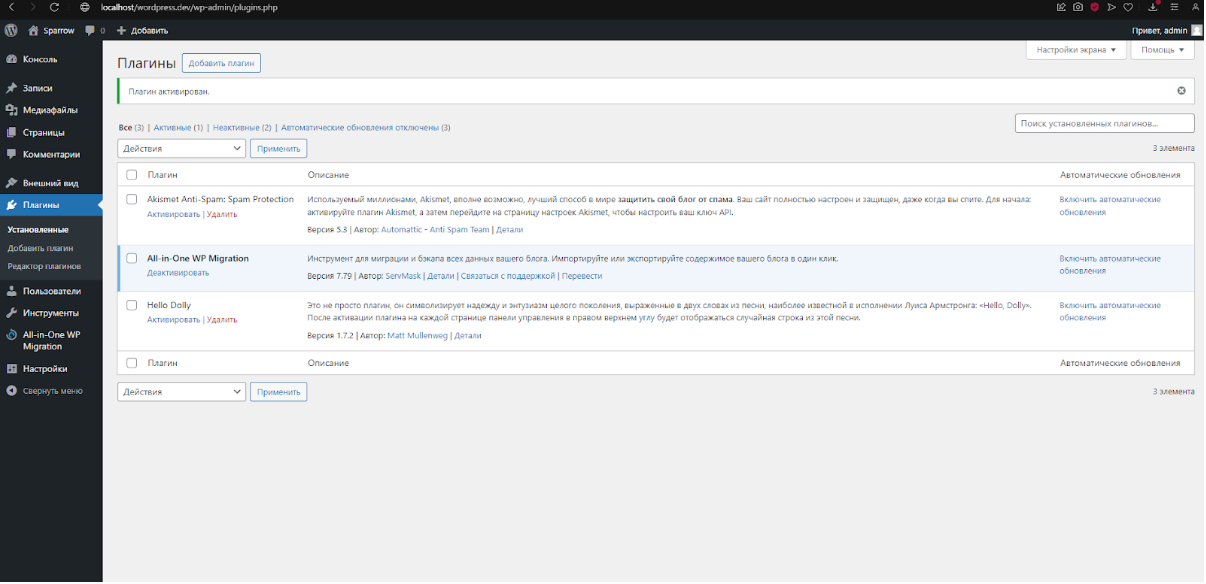 localhost/wordpress.dev/wp-admin/plugins.php
Sparrow 0 Добавить Привет, admin
Настройки экрана ▼ Помощь ▼
Консоль
Записи
Медиафайлы
Страницы
Комментарии
Внешний вид
Плагины
Установленные
Добавить плагин
Редактор плагинов
Пользователи
Инструменты
All-in-One WP
Migration
Настройки
Свернуть меню
Плагины Добавить плагин
Плагин активирован.
Все (3) | Активные (1) | Неактивные (2) | Автоматические обновления отключены (3)
Поиск установленных плагинов...
Действия Применить 3 элемента
Плагин Описание Автоматические обновления
Akismet Anti-Spam: Spam Protection
Активировать | Удалить
Используемый миллионами, Akismet, вполне возможно, лучший способ в мире защитить свой блог от спама. Ваш сайт полностью настроен и защищен, даже когда вы спите. Для начала:
активируйте плагин Akismet, а затем перейдите на страницу настроек Akismet, чтобы настроить ваш ключ API.
Версия 5.3 | Автор: Automattic - Anti Spam Team | Детали
Включить автоматические
обновления
All-in-One WP Migration
Деактивировать
Инструмент для миграции и бэкапа всех данных вашего блога. Импортируйте или экспортируйте содержимое вашего блога в один клик.
Версия 7.79 | Автор: ServMask | Детали | Связаться с поддержкой | Перевести
Включить автоматические
обновления
Hello Dolly
Активировать | Удалить
Это не просто плагин, он символизирует надежду и энтузиазм целого поколения, выраженные в двух словах из песни, наиболее известной в исполнении Луиса Армстронга: «Hello, Dolly».
После активации плагина на каждой странице панели управления в правом верхнем углу будет отображаться случайная строка из этой песни.
Версия 1.7.2 | Автор: Matt Mullenweg | Детали
Включить автоматические
обновления
Плагин Описание Автоматические обновления
Действия Применить 3 элемента